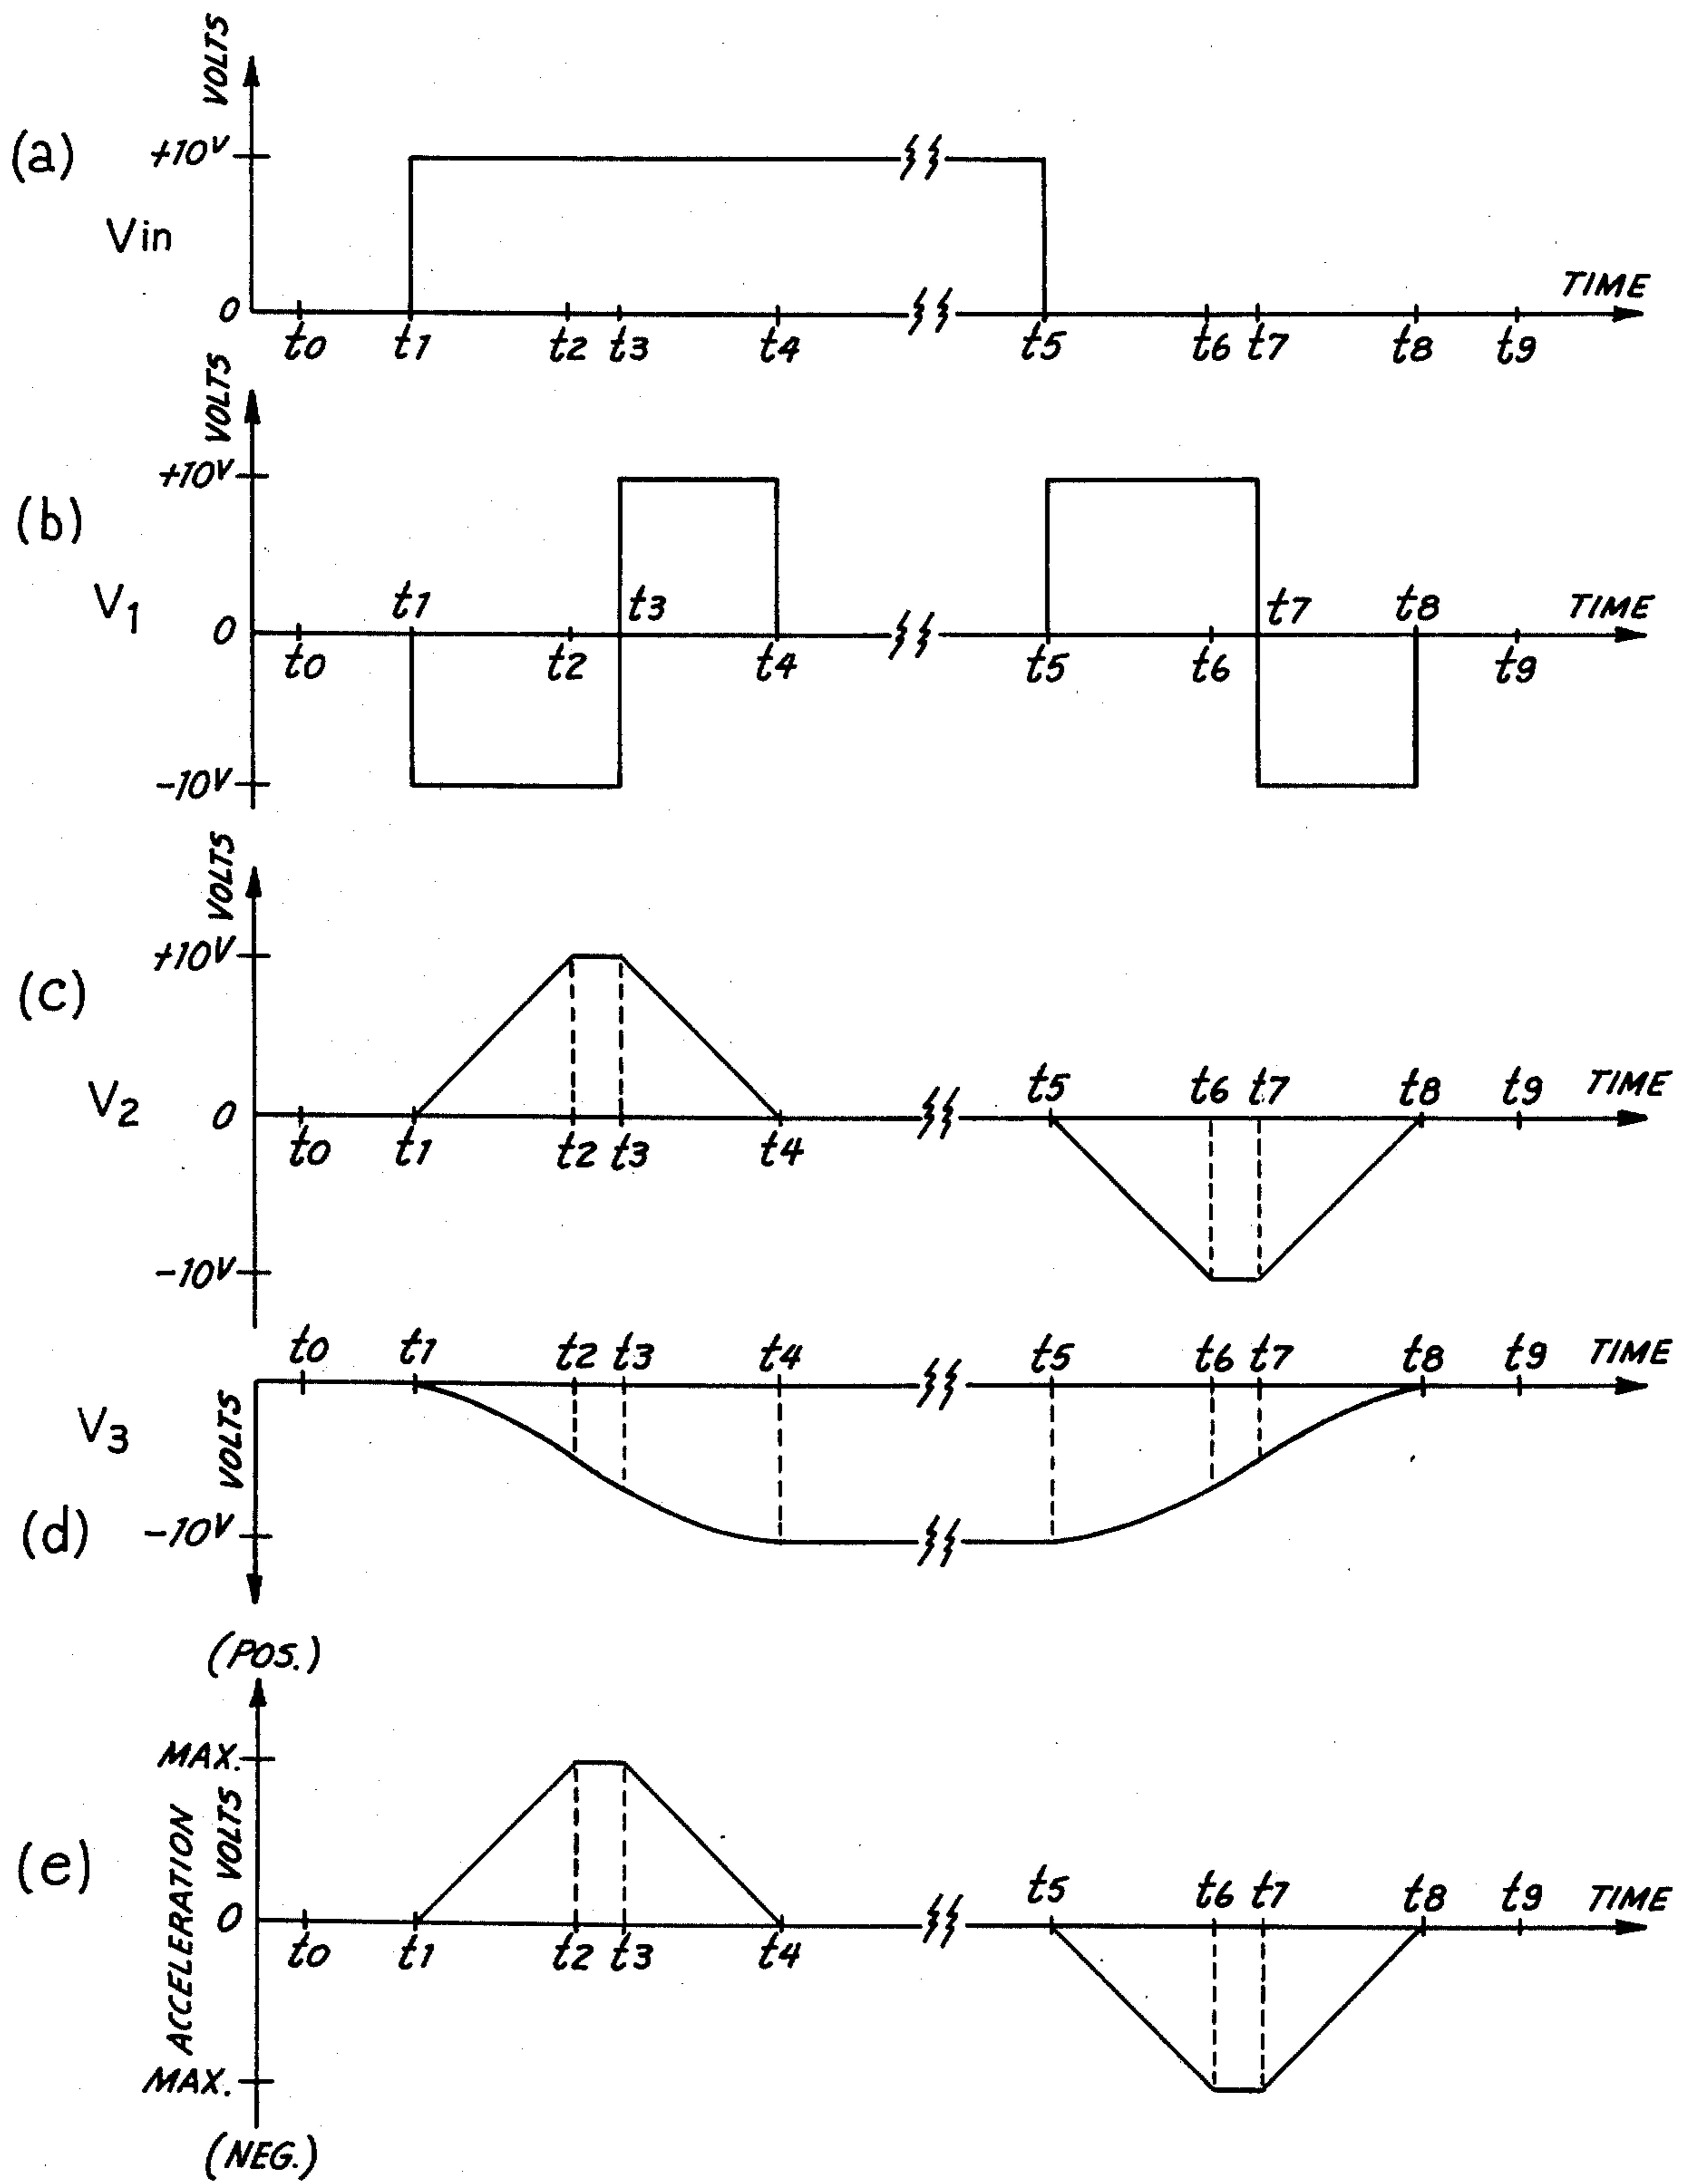 VOLTS
(a)
+10V
Vin
0
TIME
t0 t1 t2 t3 t4 t5 t6 t7 t8 t9
VOLTS
+10V
(b)
V1
0
t1 t3 t7 t8 TIME
t0 t2 t4 t5 t6 t9
-10V
VOLTS
+10V
(c)
V2
0
t5 t6 t7 t8 t9 TIME
t0 t1 t2 t3 t4
-10V
t0 t1 t2 t3 t4 t5 t6 t7 t8 t9 TIME
V3
VOLTS
(d)
-10V
(POS.)
MAX.
ACCELERATION
VOLTS
(e)
0
t5 t6 t7 t8 t9 TIME
t0 t1 t2 t3 t4
MAX.
(NEG.)